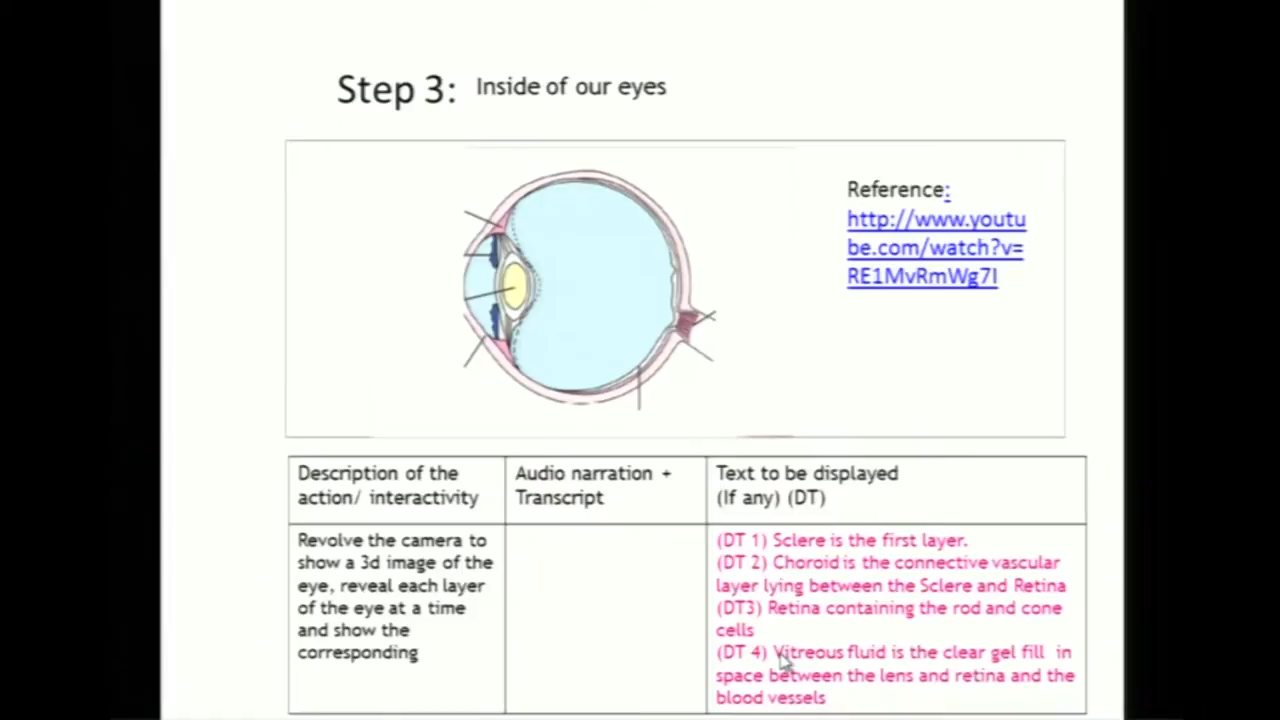 Step 3: Inside of our eyes
Reference:
http://www.youtu
be.com/watch?v=
RE1MvRmWg7I
Description of the
action/ interactivity
Audio narration +
Transcript
Text to be displayed
(If any) (DT)
Revolve the camera to
show a 3d image of the
eye, reveal each layer
of the eye at a time
and show the
corresponding
(DT 1) Sclere is the first layer.
(DT 2) Choroid is the connective vascular
layer lying between the Sclere and Retina
(DT3) Retina containing the rod and cone
cells
(DT 4) Vitreous fluid is the clear gel fill in
space between the lens and retina and the
blood vessels